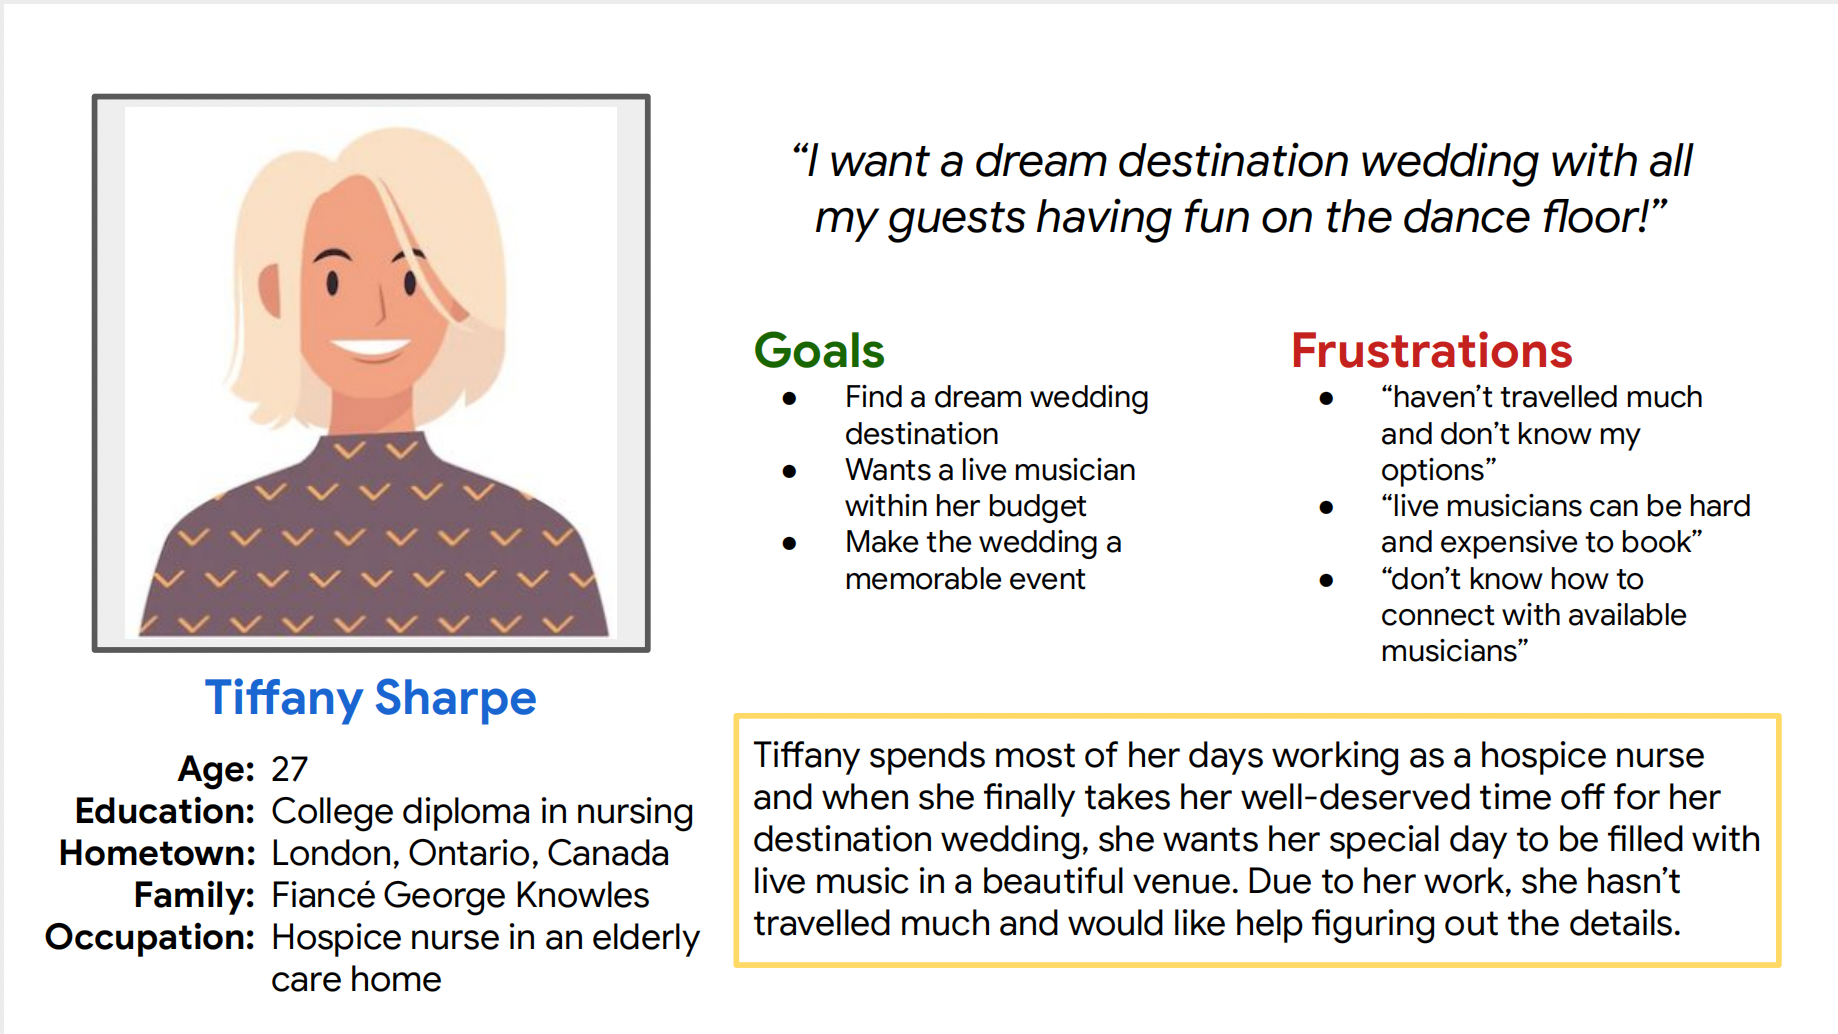 “I want a dream destination wedding with all
my guests having fun on the dance floor!”
Goals
● Find a dream wedding
destination
● Wants a live musician
within her budget
● Make the wedding a
memorable event
Frustrations
● “haven’t travelled much
and don’t know my
options”
● “live musicians can be hard
and expensive to book”
● “don’t know how to
connect with available
musicians”
Tiffany Sharpe
Age: 27
Education: College diploma in nursing
Hometown: London, Ontario, Canada
Family: Fiancé George Knowles
Occupation: Hospice nurse in an elderly
care home
Tiffany spends most of her days working as a hospice nurse
and when she finally takes her well-deserved time off for her
destination wedding, she wants her special day to be filled with
live music in a beautiful venue. Due to her work, she hasn’t
travelled much and would like help figuring out the details.